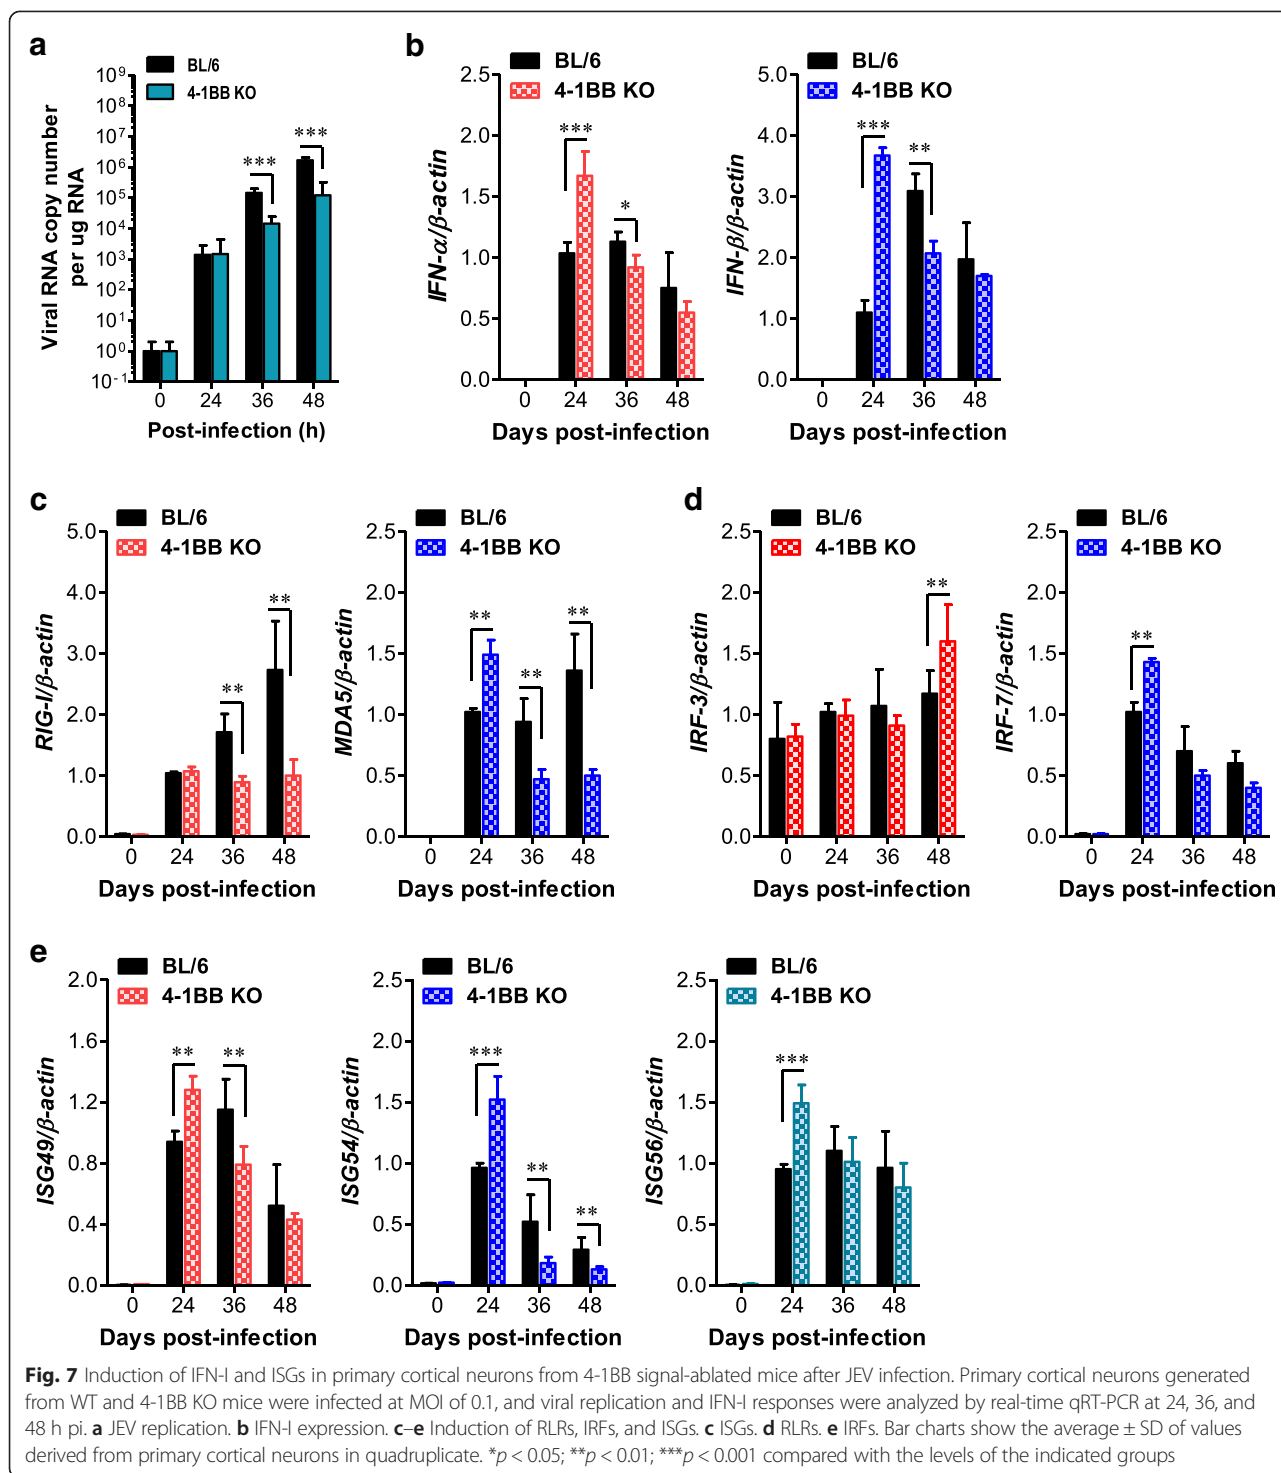 a
BL/6
4-1BB KO
Viral RNA copy number
per ug RNA
10⁹
10⁸
10⁷
10⁶
10⁵
10⁴
10³
10²
10¹
10⁰
10⁻¹
***
***
0 24 36 48
Post-infection (h)
b
BL/6
4-1BB KO
IFN-α/β-actin
2.5
2.0
1.5
1.0
0.5
0.0
***
*
0 24 36 48
Days post-infection
BL/6
4-1BB KO
IFN-β/β-actin
5.0
4.0
3.0
2.0
1.0
0.0
***
**
0 24 36 48
Days post-infection
c
BL/6
4-1BB KO
RIG-I/β-actin
5.0
4.0
3.0
2.0
1.0
0.0
**
**
0 24 36 48
Days post-infection
BL/6
4-1BB KO
MDA5/β-actin
2.5
2.0
1.5
1.0
0.5
0.0
**
**
**
0 24 36 48
Days post-infection
d
BL/6
4-1BB KO
IRF-3/β-actin
2.5
2.0
1.5
1.0
0.5
0.0
**
0 24 36 48
Days post-infection
BL/6
4-1BB KO
IRF-7/β-actin
2.5
2.0
1.5
1.0
0.5
0.0
**
0 24 36 48
Days post-infection
e
BL/6
4-1BB KO
ISG49/β-actin
2.0
1.6
1.2
0.8
0.4
0.0
**
**
0 24 36 48
Days post-infection
BL/6
4-1BB KO
ISG54/β-actin
2.5
2.0
1.5
1.0
0.5
0.0
***
**
**
0 24 36 48
Days post-infection
BL/6
4-1BB KO
ISG56/β-actin
2.5
2.0
1.5
1.0
0.5
0.0
***
0 24 36 48
Days post-infection
Fig. 7 Induction of IFN-I and ISGs in primary cortical neurons from 4-1BB signal-ablated mice after JEV infection. Primary cortical neurons generated
from WT and 4-1BB KO mice were infected at MOI of 0.1, and viral replication and IFN-I responses were analyzed by real-time qRT-PCR at 24, 36, and
48 h pi. a JEV replication. b IFN-I expression. c–e Induction of RLRs, IRFs, and ISGs. c ISGs. d RLRs. e IRFs. Bar charts show the average ± SD of values
derived from primary cortical neurons in quadruplicate. *p < 0.05; **p < 0.01; ***p < 0.001 compared with the levels of the indicated groups